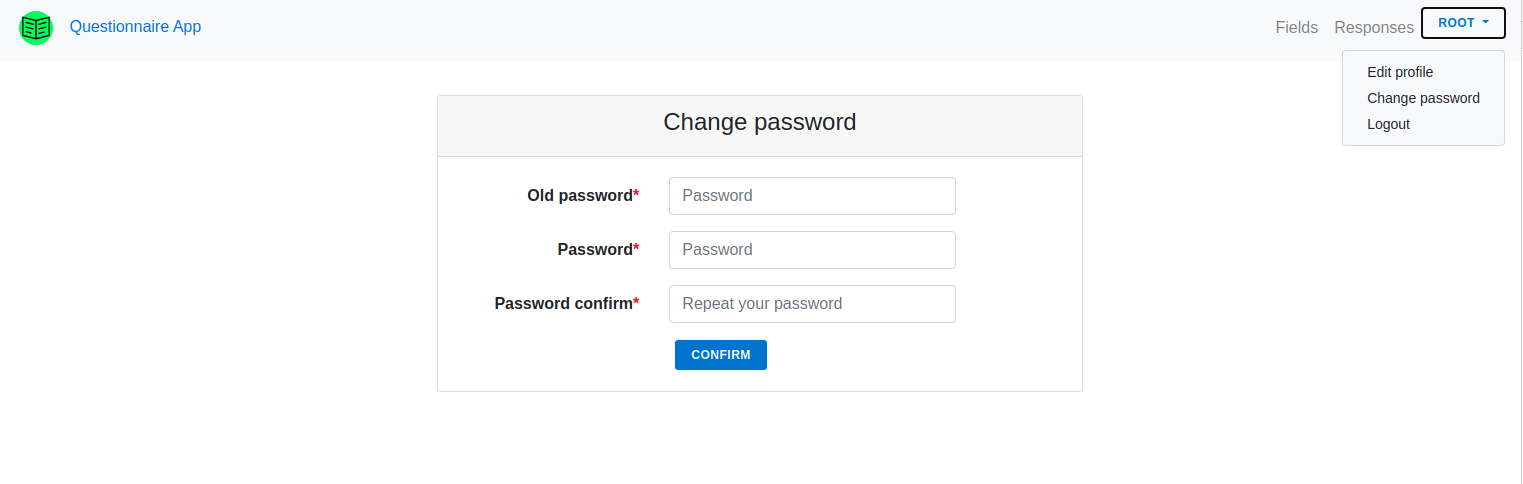 Questionnaire App
Fields Responses ROOT
Edit profile
Change password
Logout
Change password
Old password* Password
Password* Password
Password confirm* Repeat your password
CONFIRM